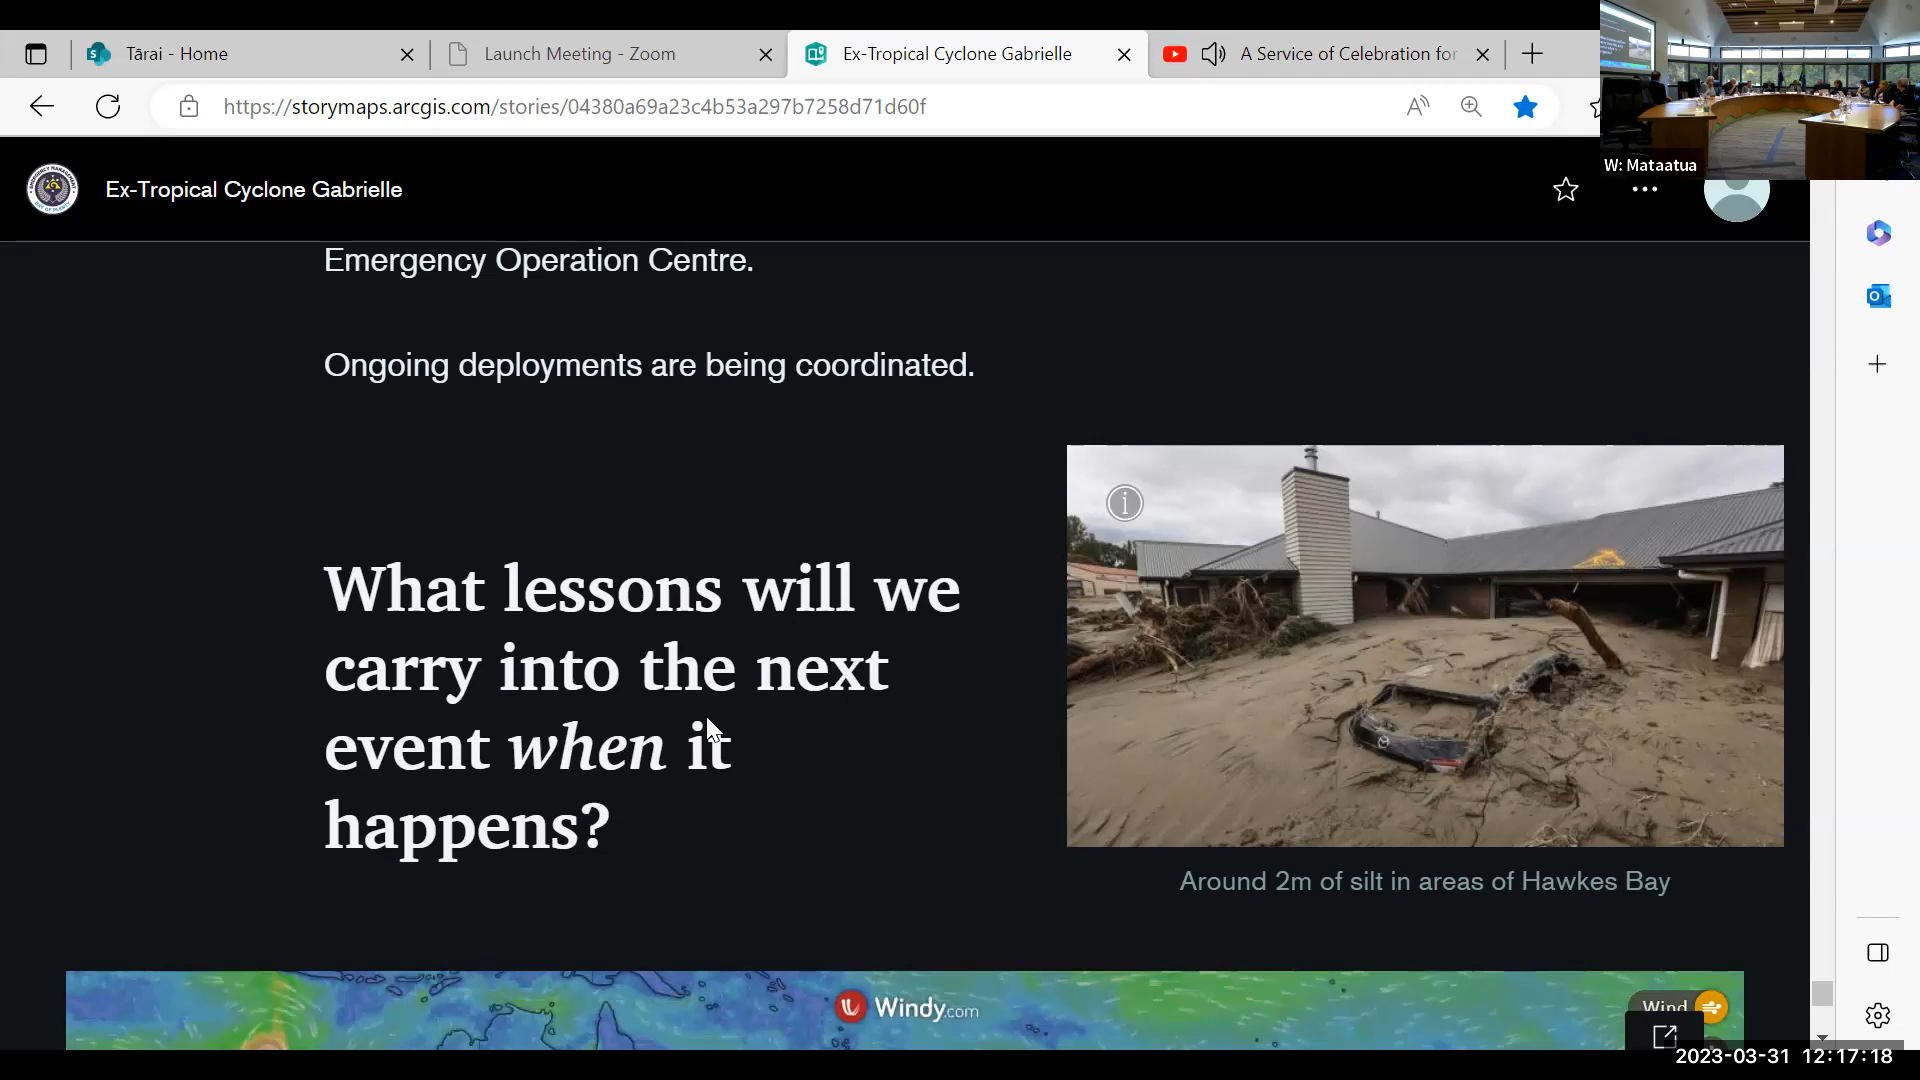 Tārai - Home
Launch Meeting - Zoom
Ex-Tropical Cyclone Gabrielle
A Service of Celebration for
https://storymaps.arcgis.com/stories/04380a69a23c4b53a297b7258d71d60f
W: Mataatua
Ex-Tropical Cyclone Gabrielle
Emergency Operation Centre.
Ongoing deployments are being coordinated.
What lessons will we
carry into the next
event when it
happens?
Around 2m of silt in areas of Hawkes Bay
Windy.com
Wind
2023-03-31 12:17:18